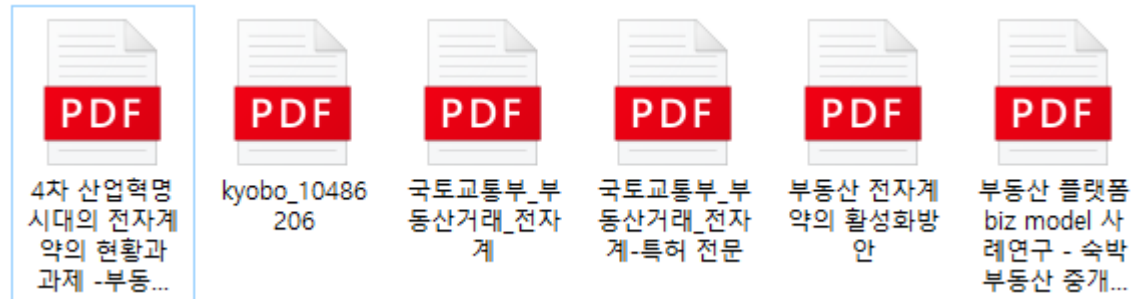 PDF
PDF
PDF
PDF
PDF
PDF
4차 산업혁명
시대의 전자계
약의 현황과
과제 -부동...
kyobo_10486
206
국토교통부_부
동산거래_전자
계
국토교통부_부
동산거래_전자
계-특허 전문
부동산 전자계
약의 활성화방
안
부동산 플랫폼
biz model 사
례연구 - 숙박
부동산 중개...